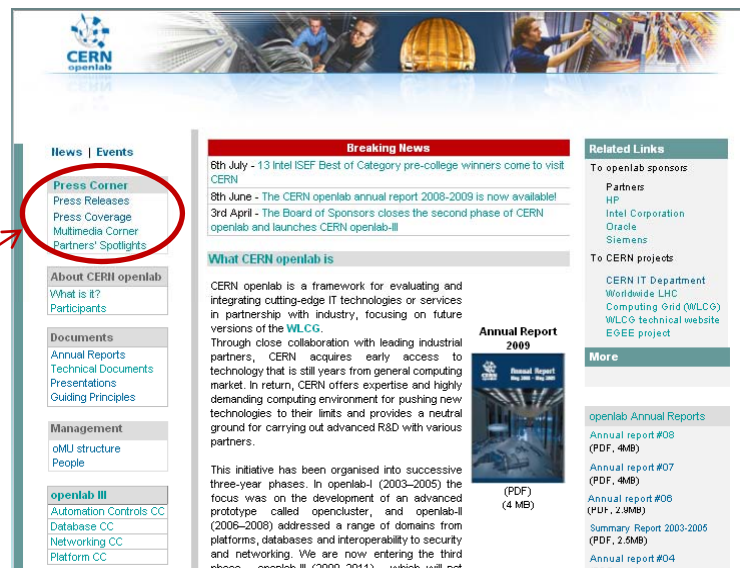 CERN
openlab
News | Events
Press Corner
Press Releases
Press Coverage
Multimedia Corner
Partners' Spotlights
About CERN openlab
What is it?
Participants
Documents
Annual Reports
Technical Documents
Presentations
Guiding Principles
Management
oMU structure
People
openlab III
Automation Controls CC
Database CC
Networking CC
Platform CC
Breaking News
6th July - 13 Intel ISEF Best of Category pre-college winners come to visit
CERN
8th June - The CERN openlab annual report 2008-2009 is now available!
3rd April - The Board of Sponsors closes the second phase of CERN
openlab and launches CERN openlab-III
What CERN openlab is
CERN openlab is a framework for evaluating and
integrating cutting-edge IT technologies or services
in partnership with industry, focusing on future
versions of the WLCG.
Through close collaboration with leading industrial
partners, CERN acquires early access to
technology that is still years from general computing
market. In return, CERN offers expertise and highly
demanding computing environment for pushing new
technologies to their limits and provides a neutral
ground for carrying out advanced R&D with various
partners.
This initiative has been organised into successive
three-year phases. In openlab-I (2003–2005) the
focus was on the development of an advanced
prototype called opencluster, and openlab-II
(2006–2008) addressed a range of domains from
platforms, databases and interoperability to security
and networking. We are now entering the third
phase openlab-III (2009–2011) which will not
Annual Report
2009
Annual Report
May 2008 - May 2009
(PDF)
(4 MB)
Related Links
To openlab sponsors
Partners
HP
Intel Corporation
Oracle
Siemens
To CERN projects
CERN IT Department
Worldwide LHC
Computing Grid (WLCG)
WLCG technical website
EGEE project
More
openlab Annual Reports
Annual report #08
(PDF, 4MB)
Annual report #07
(PDF, 4MB)
Annual report #06
(PDF, 2.9MB)
Summary Report 2003-2005
(PDF, 2.5MB)
Annual report #04